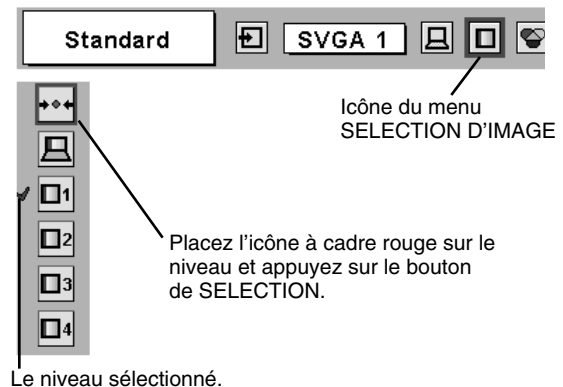 Standard
SVGA 1
Icône du menu
SELECTION D'IMAGE
1
2
3
4
Placez l'icône à cadre rouge sur le
niveau et appuyez sur le bouton
de SELECTION.
Le niveau sélectionné.